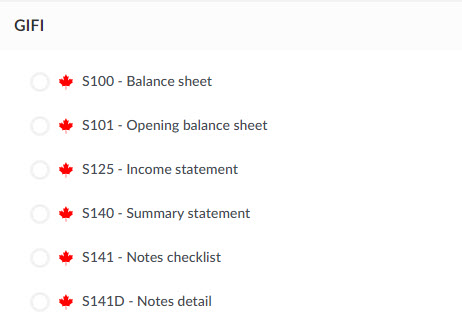 GIFI
S100 - Balance sheet
S101 - Opening balance sheet
S125 - Income statement
S140 - Summary statement
S141 - Notes checklist
S141D - Notes detail